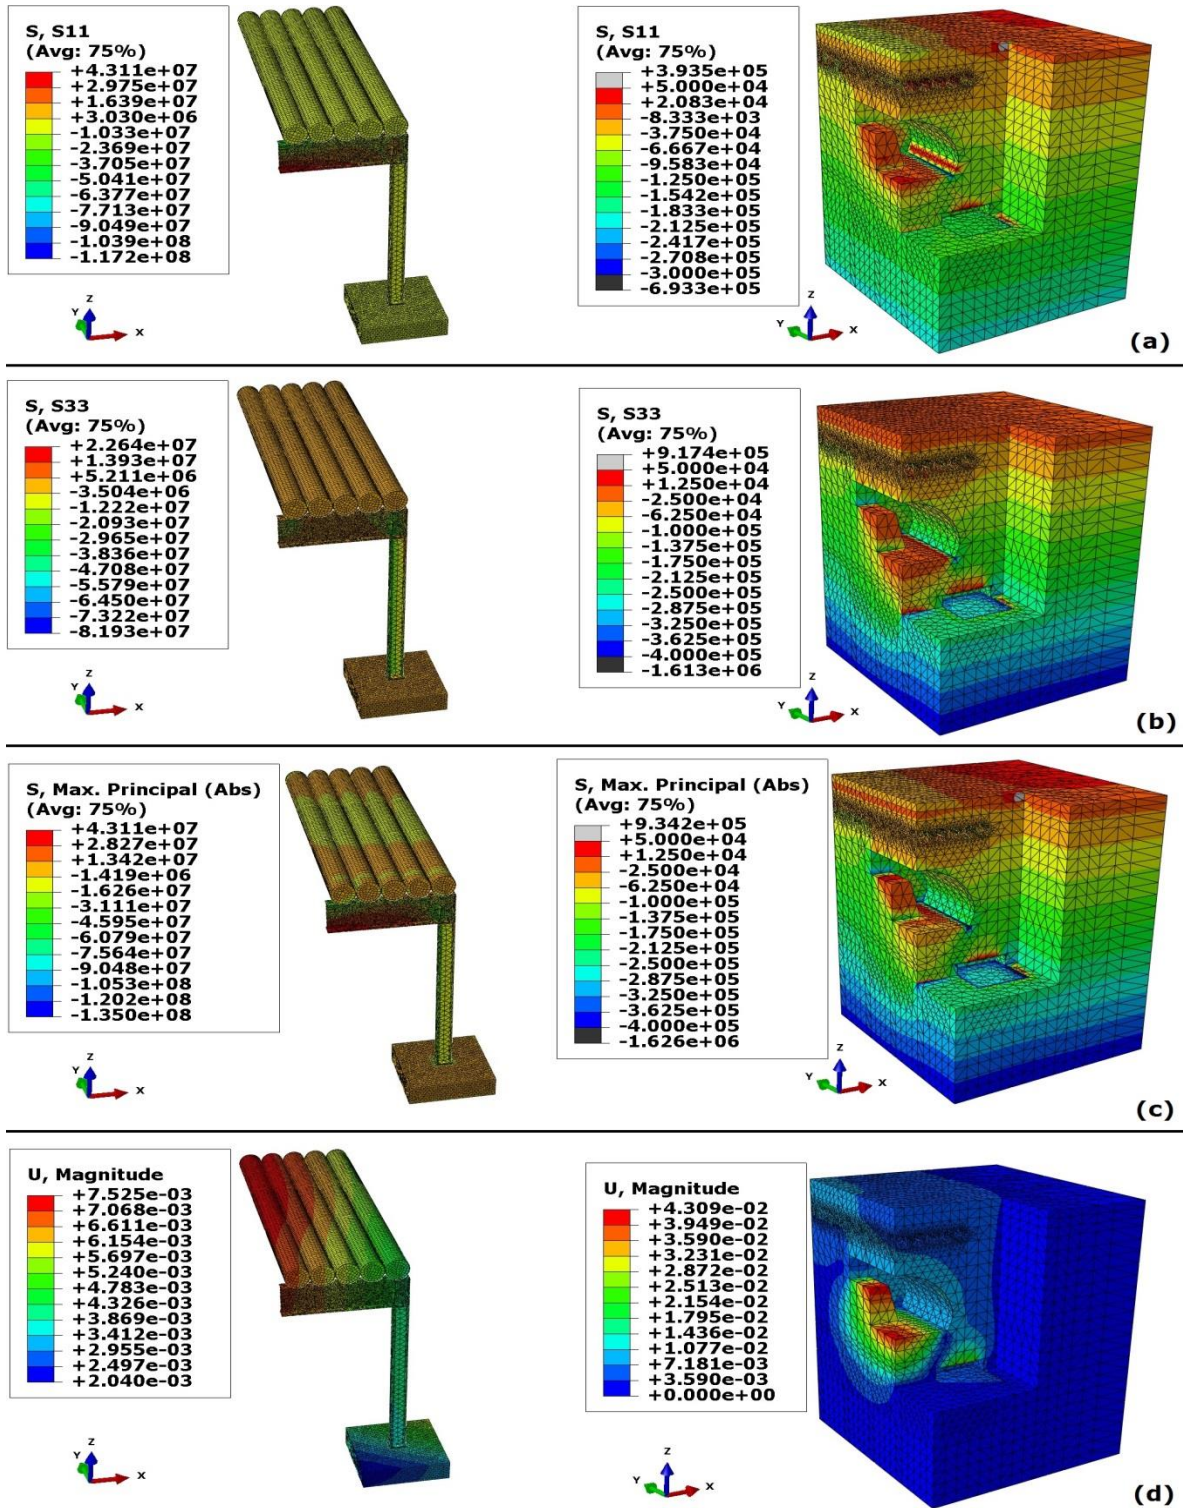 S, S11
(Avg: 75%)
+4.311e+07
+2.975e+07
+1.639e+07
+3.030e+06
-1.033e+07
-2.369e+07
-3.705e+07
-5.041e+07
-6.377e+07
-7.713e+07
-9.049e+07
-1.039e+08
-1.172e+08
Z
Y
X
S, S11
(Avg: 75%)
+3.935e+05
+5.000e+04
+2.083e+04
-8.333e+03
-3.750e+04
-6.667e+04
-9.583e+04
-1.250e+05
-1.542e+05
-1.833e+05
-2.125e+05
-2.417e+05
-2.708e+05
-3.000e+05
-6.933e+05
Z
Y
X
(a)
S, S33
(Avg: 75%)
+2.264e+07
+1.393e+07
+5.211e+06
-3.504e+06
-1.222e+07
-2.093e+07
-2.965e+07
-3.836e+07
-4.708e+07
-5.579e+07
-6.450e+07
-7.322e+07
-8.193e+07
Z
Y
X
S, S33
(Avg: 75%)
+9.174e+05
+5.000e+04
+1.250e+04
-2.500e+04
-6.250e+04
-1.000e+05
-1.375e+05
-1.750e+05
-2.125e+05
-2.500e+05
-2.875e+05
-3.250e+05
-3.625e+05
-4.000e+05
-1.613e+06
Z
Y
X
(b)
S, Max. Principal (Abs)
(Avg: 75%)
+4.311e+07
+2.827e+07
+1.342e+07
-1.419e+06
-1.626e+07
-3.111e+07
-4.595e+07
-6.079e+07
-7.564e+07
-9.048e+07
-1.053e+08
-1.202e+08
-1.350e+08
Z
Y
X
S, Max. Principal (Abs)
(Avg: 75%)
+9.342e+05
+5.000e+04
+1.250e+04
-2.500e+04
-6.250e+04
-1.000e+05
-1.375e+05
-1.750e+05
-2.125e+05
-2.500e+05
-2.875e+05
-3.250e+05
-3.625e+05
-4.000e+05
-1.626e+06
Z
Y
X
(c)
U, Magnitude
+7.525e-03
+7.068e-03
+6.611e-03
+6.154e-03
+5.697e-03
+5.240e-03
+4.783e-03
+4.326e-03
+3.869e-03
+3.412e-03
+2.955e-03
+2.497e-03
+2.040e-03
Z
Y
X
U, Magnitude
+4.309e-02
+3.949e-02
+3.590e-02
+3.231e-02
+2.872e-02
+2.513e-02
+2.154e-02
+1.795e-02
+1.436e-02
+1.077e-02
+7.181e-03
+3.590e-03
+0.000e+00
Z
Y
X
(d)